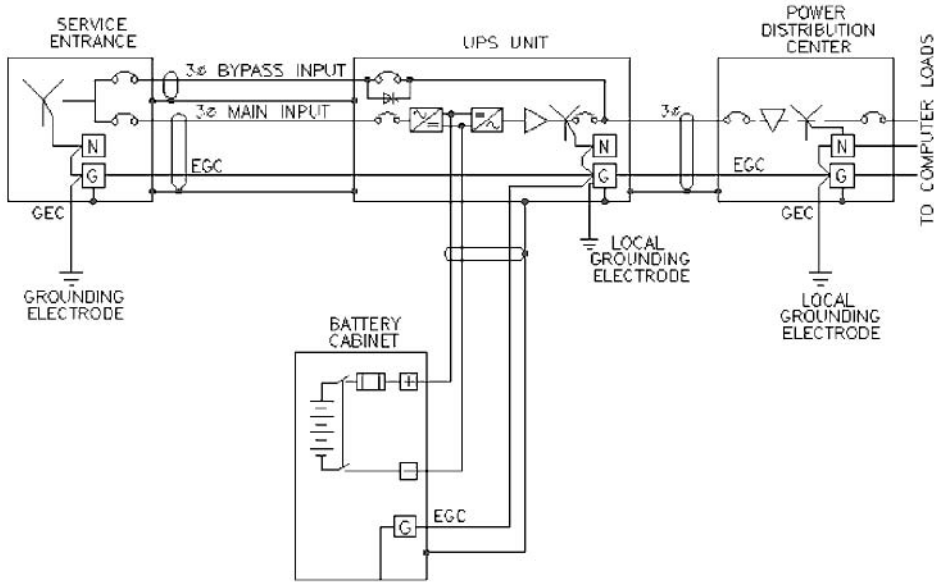 SERVICE
ENTRANCE
UPS UNIT
POWER
DISTRIBUTION
CENTER
3ø BYPASS INPUT
3ø MAIN INPUT
3ø
N
N
N
EGC
EGC
G
G
G
GEC
GEC
TO COMPUTER LOADS
GROUNDING
ELECTRODE
LOCAL
GROUNDING
ELECTRODE
LOCAL
GROUNDING
ELECTRODE
BATTERY
CABINET
+
−
G
EGC